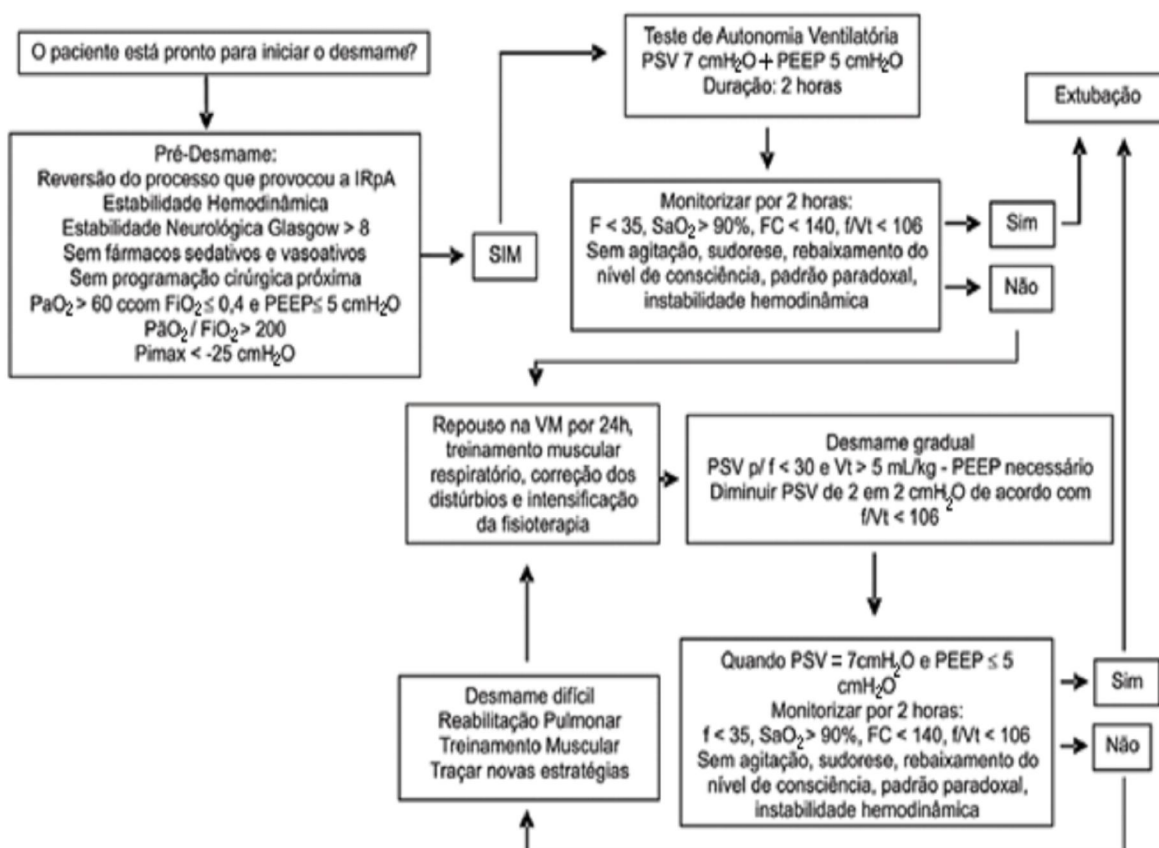 O paciente está pronto para iniciar o desmame?
Pré-Desmame:
Reversão do processo que provocou a IRpA
Estabilidade Hemodinâmica
Estabilidade Neurológica Glasgow > 8
Sem fármacos sedativos e vasoativos
Sem programação cirúrgica próxima
PaO₂ > 60 ccom FiO₂ ≤ 0,4 e PEEP ≤ 5 cmH₂O
PãO₂ / FiO₂ > 200
Pimax < -25 cmH₂O
SIM
Teste de Autonomia Ventilatória
PSV 7 cmH₂O + PEEP 5 cmH₂O
Duração: 2 horas
Monitorizar por 2 horas:
F < 35, SaO₂ > 90%, FC < 140, f/Vt < 106
Sem agitação, sudorese, rebaixamento do
nível de consciência, padrão paradoxal,
instabilidade hemodinâmica
Sim
Não
Extubação
Repouso na VM por 24h,
treinamento muscular
respiratório, correção dos
distúrbios e intensificação
da fisioterapia
Desmame gradual
PSV p/ f < 30 e Vt > 5 mL/kg - PEEP necessário
Diminuir PSV de 2 em 2 cmH₂O de acordo com
f/Vt < 106
Quando PSV = 7cmH₂O e PEEP ≤ 5
cmH₂O
Monitorizar por 2 horas:
f < 35, SaO₂ > 90%, FC < 140, f/Vt < 106
Sem agitação, sudorese, rebaixamento do
nível de consciência, padrão paradoxal,
instabilidade hemodinâmica
Sim
Não
Desmame difícil
Reabilitação Pulmonar
Treinamento Muscular
Traçar novas estratégias